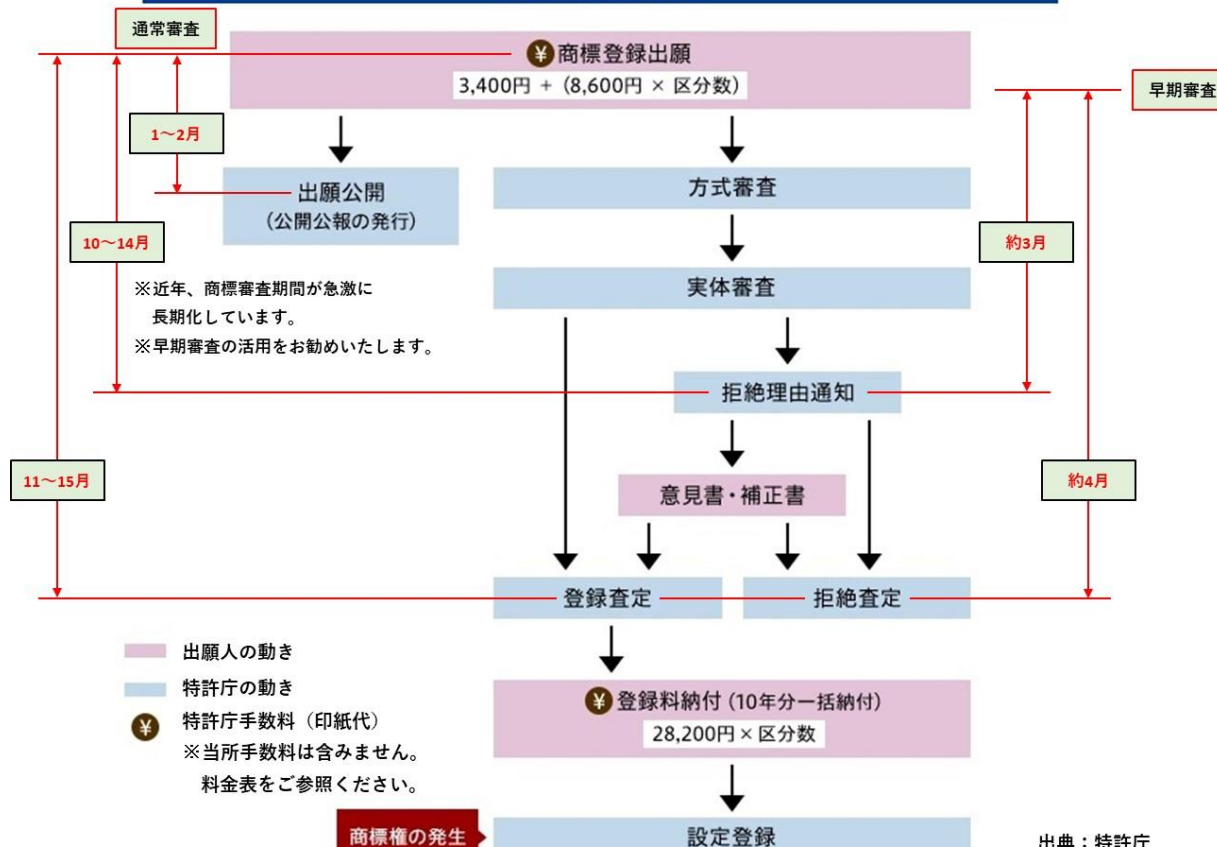 通常審査
¥ 商標登録出願
3,400円 + (8,600円 × 区分数)
早期審査
1～2月
出願公開
(公開公報の発行)
方式審査
10～14月
約3月
実体審査
※近年、商標審査期間が急激に
長期化しています。
※早期審査の活用をお勧めいたします。
拒絶理由通知
11～15月
約4月
意見書・補正書
登録査定
拒絶査定
出願人の動き
特許庁の動き
¥ 特許庁手数料（印紙代）
※当所手数料は含みません。
料金表をご参照ください。
¥ 登録料納付 (10年分一括納付)
28,200円 × 区分数
商標権の発生
設定登録
出典：特許庁